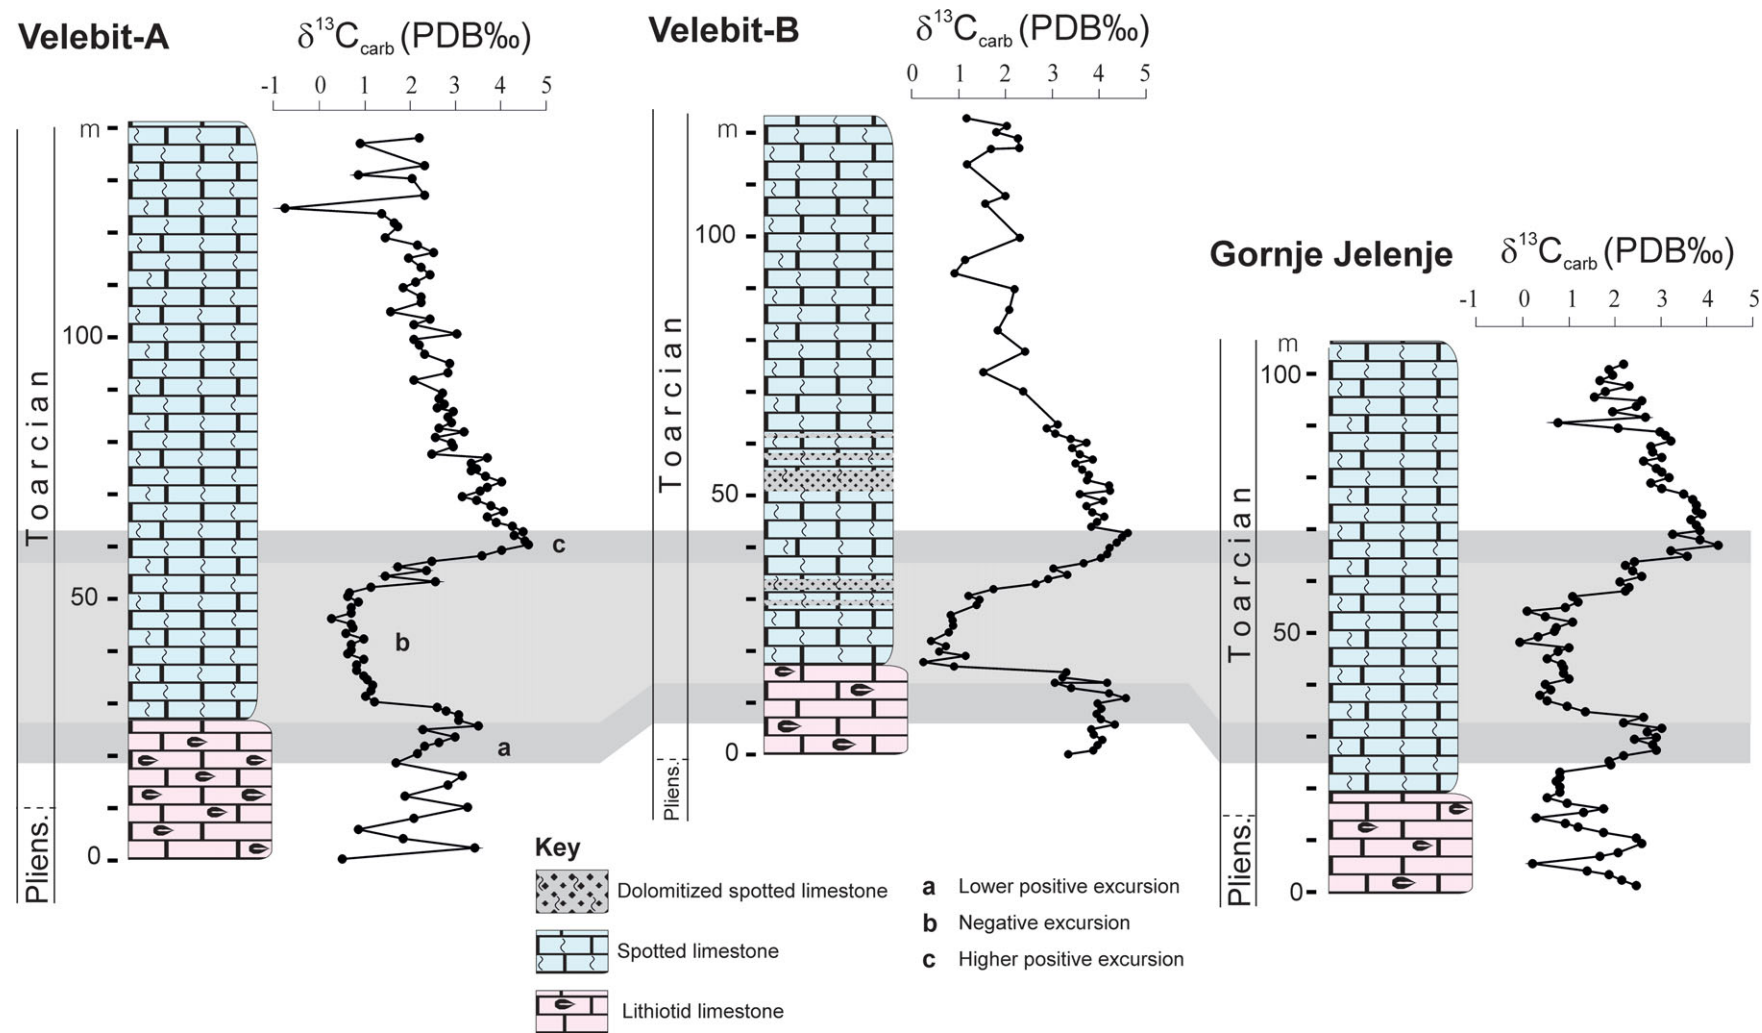 Velebit-A
δ13Ccarb (PDB‰)
-1 0 1 2 3 4 5
m
100
50
0
Toarcian
Pliens.
c
b
a
Velebit-B
δ13Ccarb (PDB‰)
0 1 2 3 4 5
m
100
50
0
Toarcian
Pliens.
Gornje Jelenje
δ13Ccarb (PDB‰)
-1 0 1 2 3 4 5
m
100
50
0
Toarcian
Pliens.
Key
Dolomitized spotted limestone
Spotted limestone
Lithiotid limestone
a Lower positive excursion
b Negative excursion
c Higher positive excursion